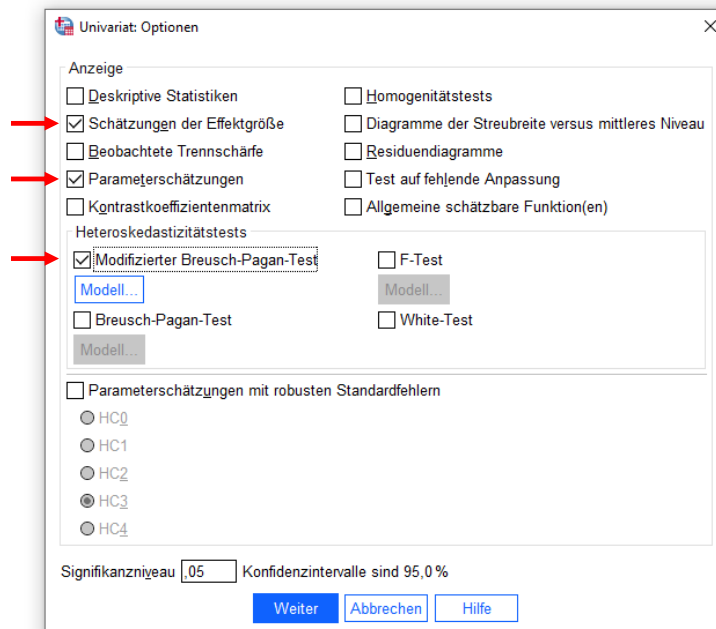 Univariat: Optionen
Anzeige
Deskriptive Statistiken
Homogenitätstests
Schätzungen der Effektgröße
Diagramme der Streubreite versus mittleres Niveau
Beobachtete Trennschärfe
Residuendiagramme
Parameterschätzungen
Test auf fehlende Anpassung
Kontrastkoeffizientenmatrix
Allgemeine schätzbare Funktion(en)
Heteroskedastizitätstests
Modifizierter Breusch-Pagan-Test
F-Test
Modell...
Modell...
Breusch-Pagan-Test
White-Test
Modell...
Parameterschätzungen mit robusten Standardfehlern
HC0
HC1
HC2
HC3
HC4
Signifikanzniveau ,05 Konfidenzintervalle sind 95,0 %
Weiter Abbrechen Hilfe